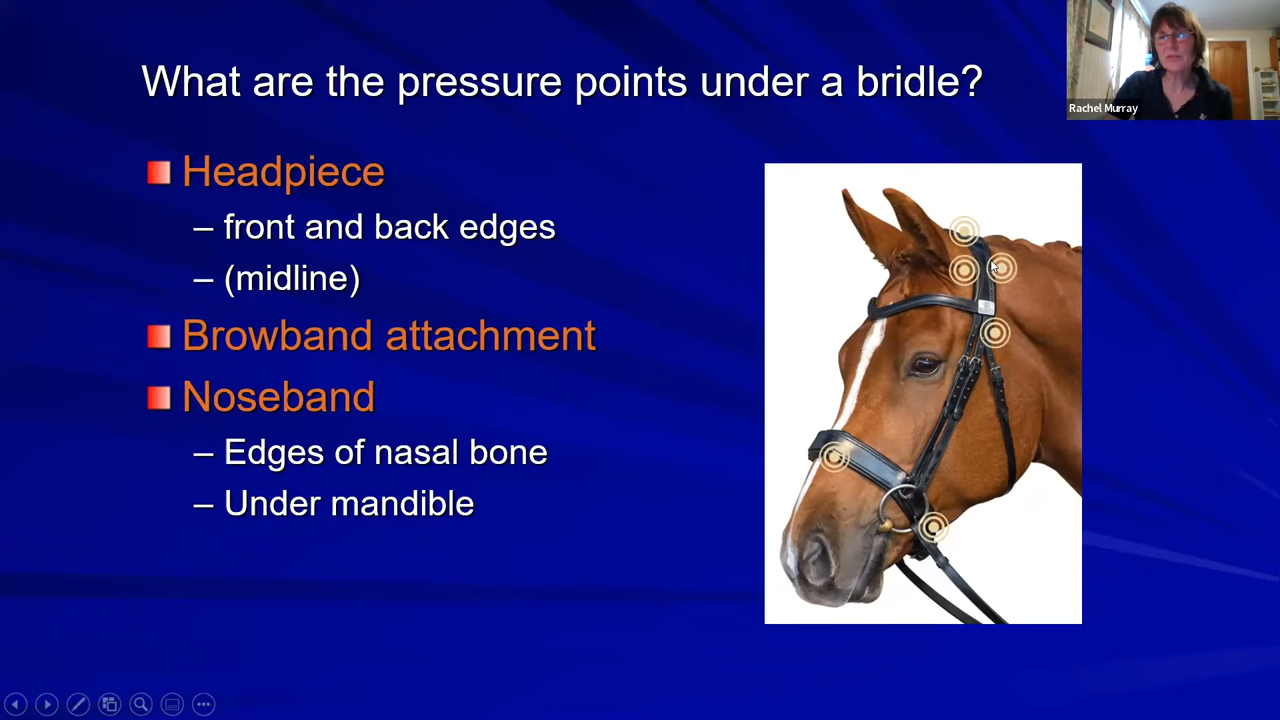 What are the pressure points under a bridle?
Headpiece
– front and back edges
– (midline)
Browband attachment
Noseband
– Edges of nasal bone
– Under mandible
Rachel Murray